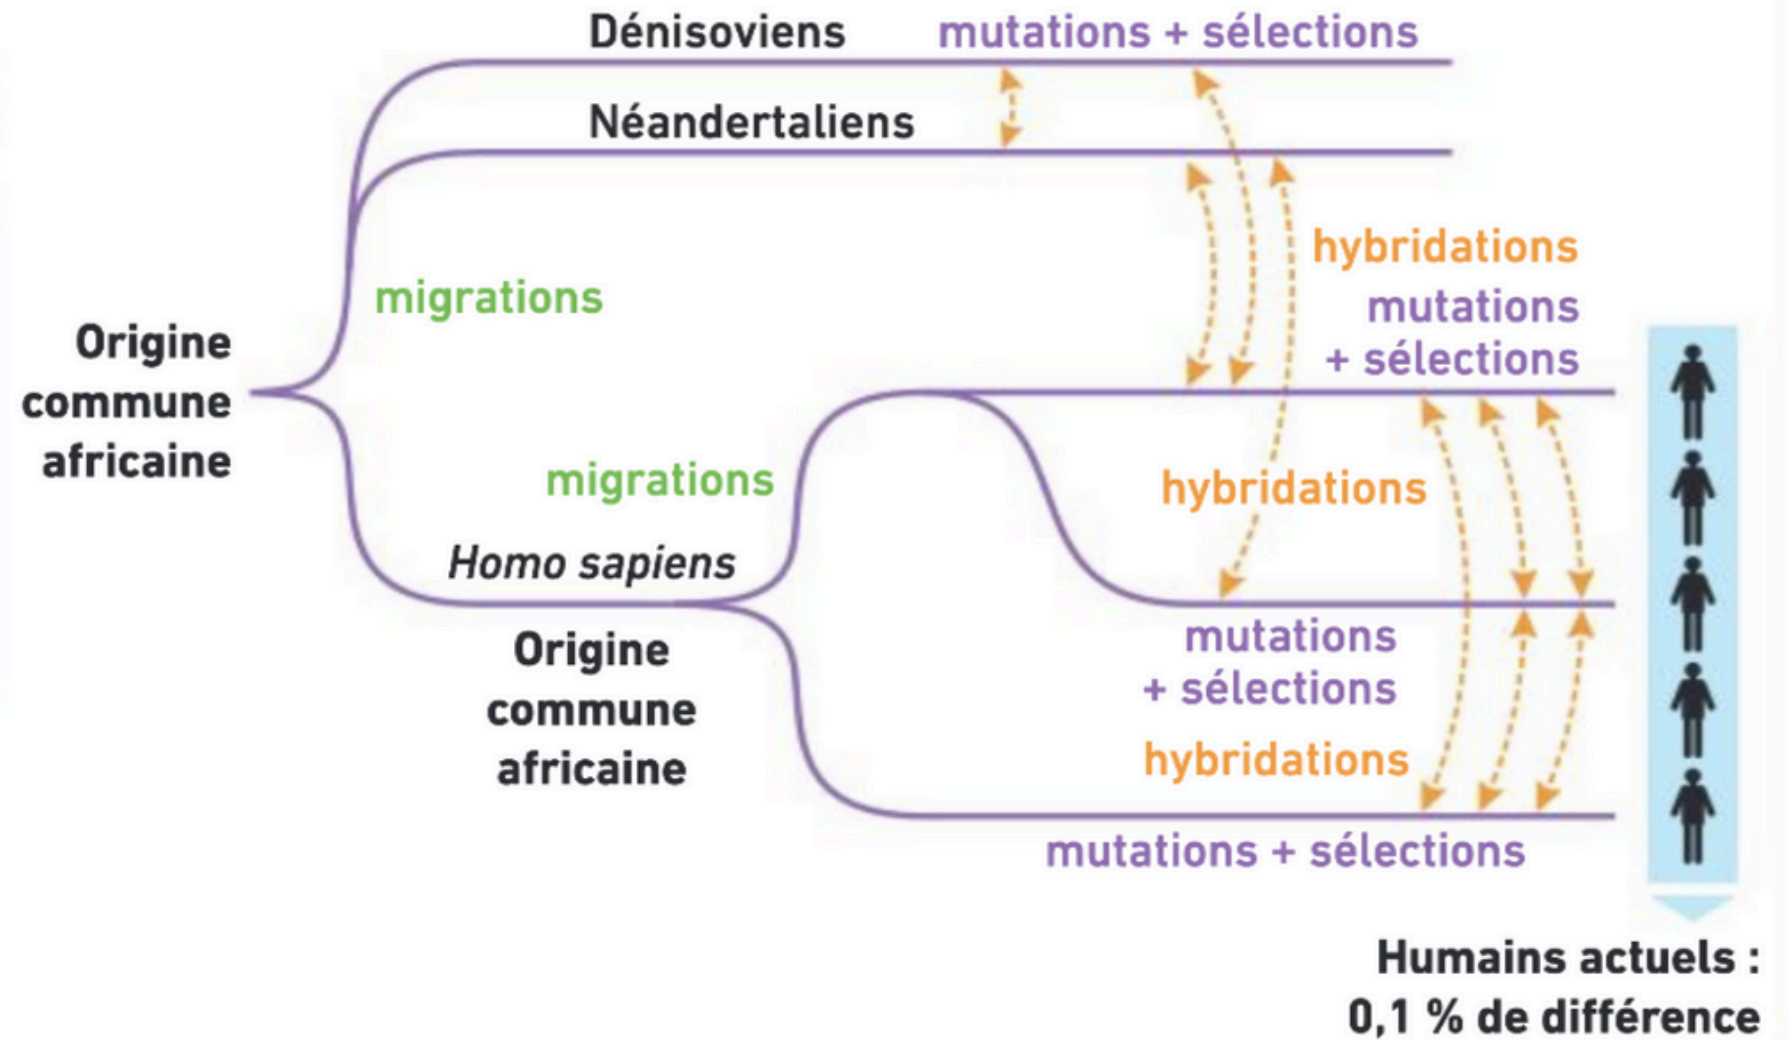 Dénisoviens
mutations + sélections
Néandertaliens
migrations
hybridations
mutations
+ sélections
Origine
commune
africaine
migrations
hybridations
Homo sapiens
Origine
commune
africaine
mutations
+ sélections
hybridations
mutations + sélections
Humains actuels :
0,1 % de différence